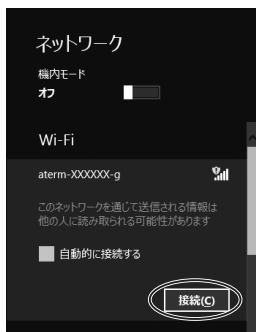 ネットワーク
機内モード
オフ
Wi-Fi
aterm-XXXXXX-g
このネットワークを通じて送信される情報は
他の人に読み取られる可能性があります
自動的に接続する
接続(C)